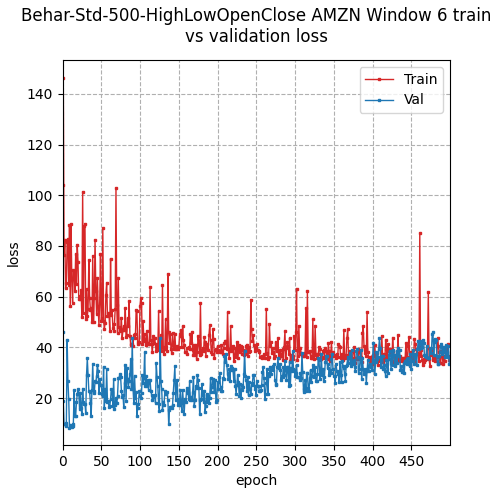 Behar-Std-500-HighLowOpenClose AMZN Window 6 train
vs validation loss
Train
Val
loss
140
120
100
80
60
40
20
0 50 100 150 200 250 300 350 400 450
epoch